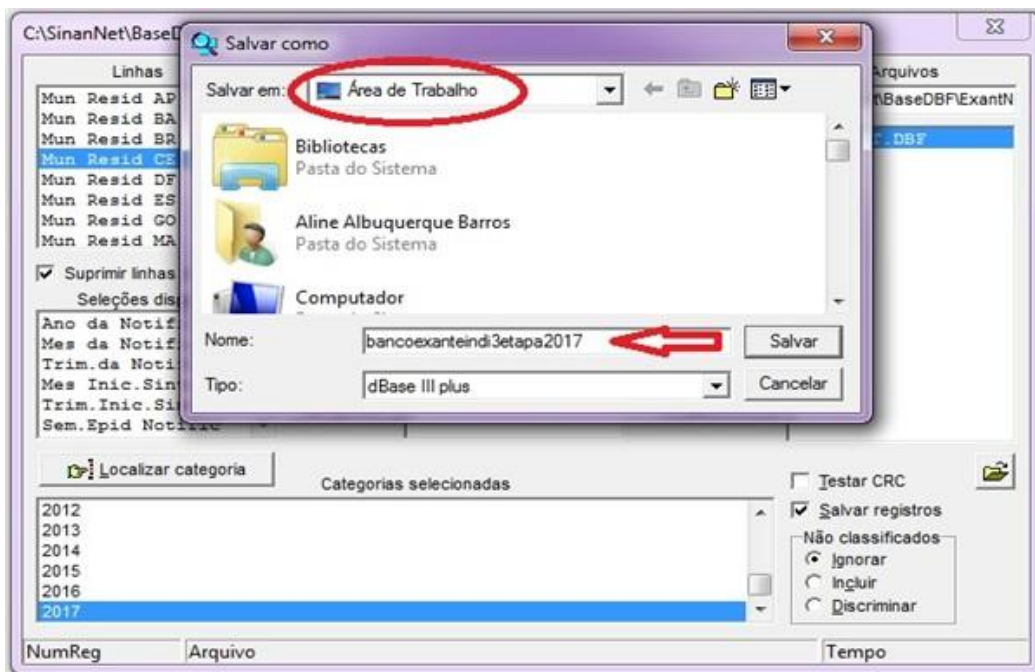 C:\SinanNet\BaseD
Salvar como
Linhas
Arquivos
Salvar em:
Área de Trabalho
t\BaseDBF\ExantN
T.DBF
Mun Resid AP
Mun Resid BA
Mun Resid BR
Mun Resid CE
Mun Resid DF
Mun Resid ES
Mun Resid GO
Mun Resid MA
Bibliotecas
Pasta do Sistema
Aline Albuquerque Barros
Pasta do Sistema
Computador
Suprimir linhas
Seleções disp
Ano da Notif
Mes da Notif
Trim.da Noti
Mes Inic.Sin
Trim.Inic.Si
Sem.Epid Notific
Nome:
bancoexanteindi3etapa2017
Salvar
Tipo:
dBase III plus
Cancelar
Localizar categoria
Categorias selecionadas
2012
2013
2014
2015
2016
2017
Testar CRC
Salvar registros
Não classificados
Ignorar
Incluir
Discriminar
NumReg
Arquivo
Tempo